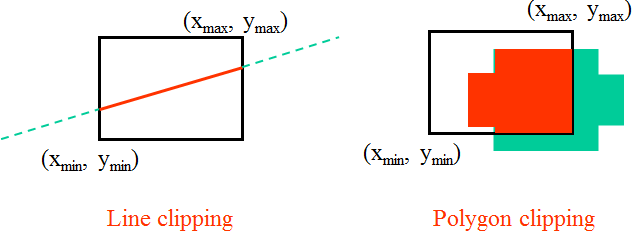 (xmax, ymax)
(xmin, ymin)
Line clipping
(xmax, ymax)
(xmin, ymin)
Polygon clipping